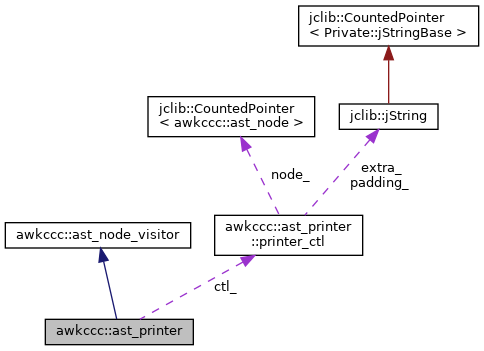 jclib::CountedPointer
< Private::jStringBase >
jclib::CountedPointer
< awkccc::ast_node >
jclib::jString
node_
extra_
padding_
awkccc::ast_node_visitor
awkccc::ast_printer
::printer_ctl
ctl_
awkccc::ast_printer